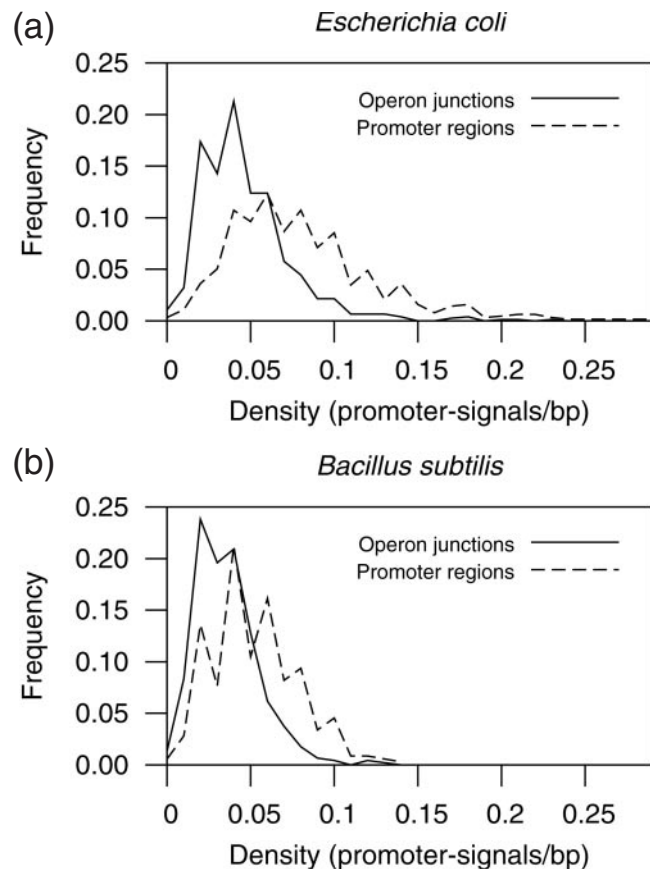 (a)
Escherichia coli
0.25
0.20
0.15
0.10
0.05
0.00
Frequency
Operon junctions
Promoter regions
0 0.05 0.1 0.15 0.2 0.25
Density (promoter-signals/bp)
(b)
Bacillus subtilis
0.25
0.20
0.15
0.10
0.05
0.00
Frequency
Operon junctions
Promoter regions
0 0.05 0.1 0.15 0.2 0.25
Density (promoter-signals/bp)